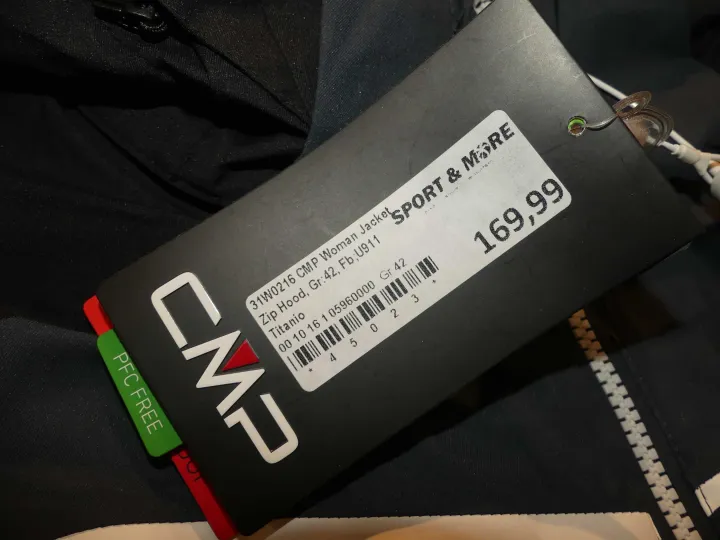 SPORT & MORE
169,99
31W0216 CMP Woman Jacket
Zip Hood, Gr:42, Fb,U911
Titanio
00 10 16 1 05960000 Gr 42
* 4 5 0 2 3 *
CMP
PFC FREE